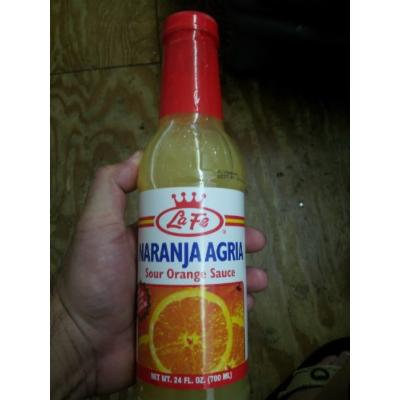 La Fe
®
NARANJA AGRIA
Sour Orange Sauce
NET WT. 24 FL. OZ. (700 ML)